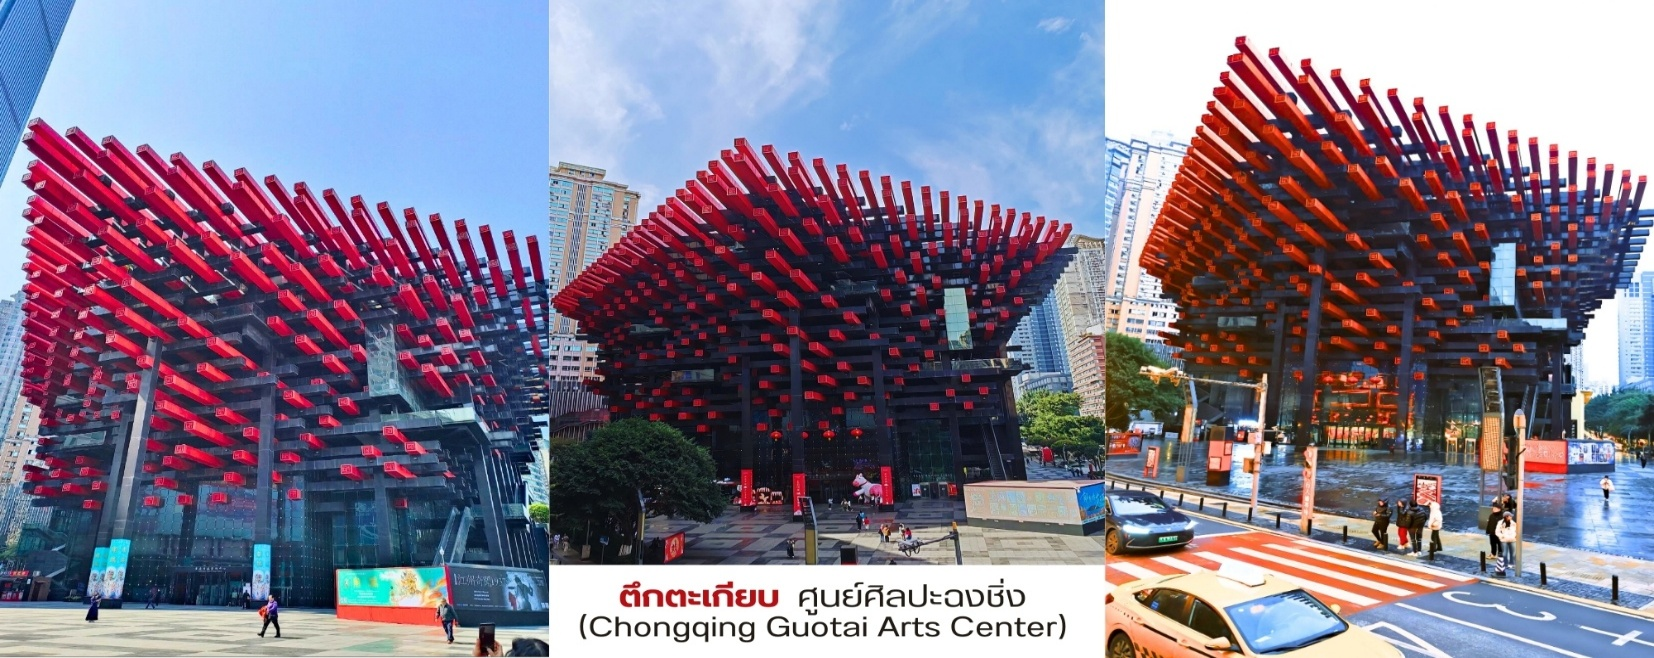 ตึกตะเกียบ ศูนย์ศิลปะฉงชิ่ง
(Chongqing Guotai Arts Center)